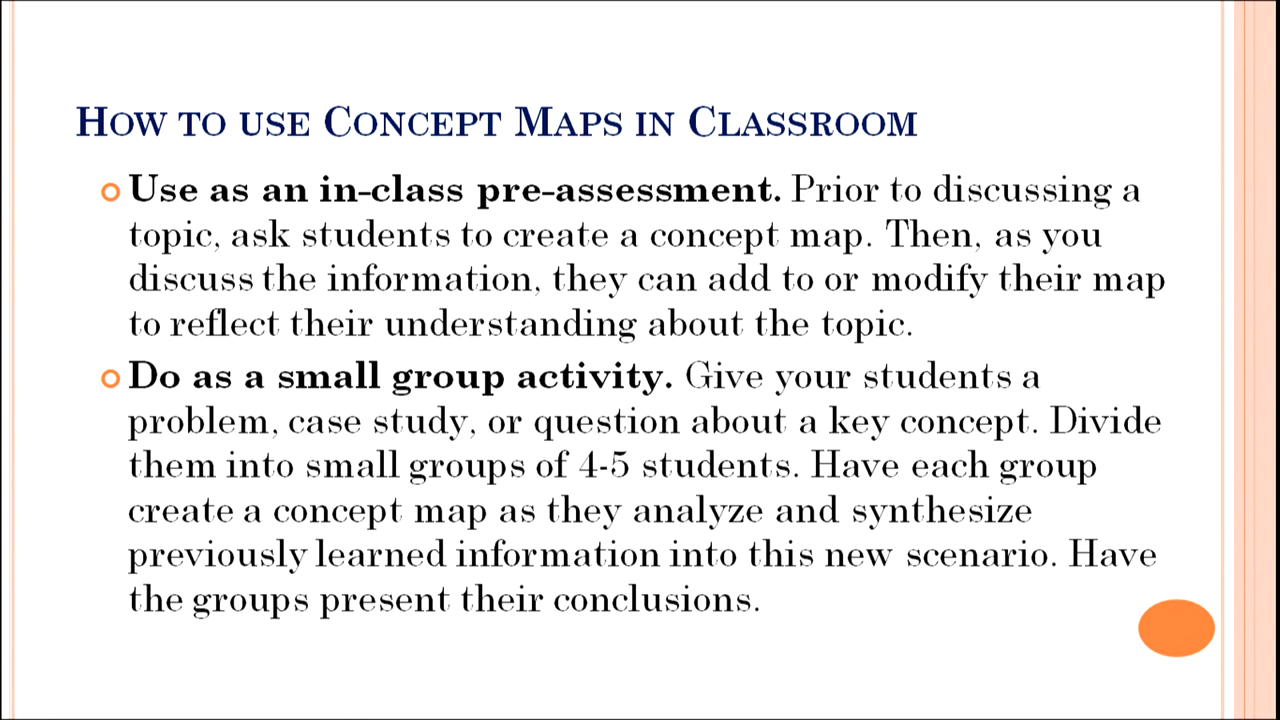 How to use Concept Maps in Classroom
Use as an in-class pre-assessment. Prior to discussing a
topic, ask students to create a concept map. Then, as you
discuss the information, they can add to or modify their map
to reflect their understanding about the topic.
Do as a small group activity. Give your students a
problem, case study, or question about a key concept. Divide
them into small groups of 4-5 students. Have each group
create a concept map as they analyze and synthesize
previously learned information into this new scenario. Have
the groups present their conclusions.